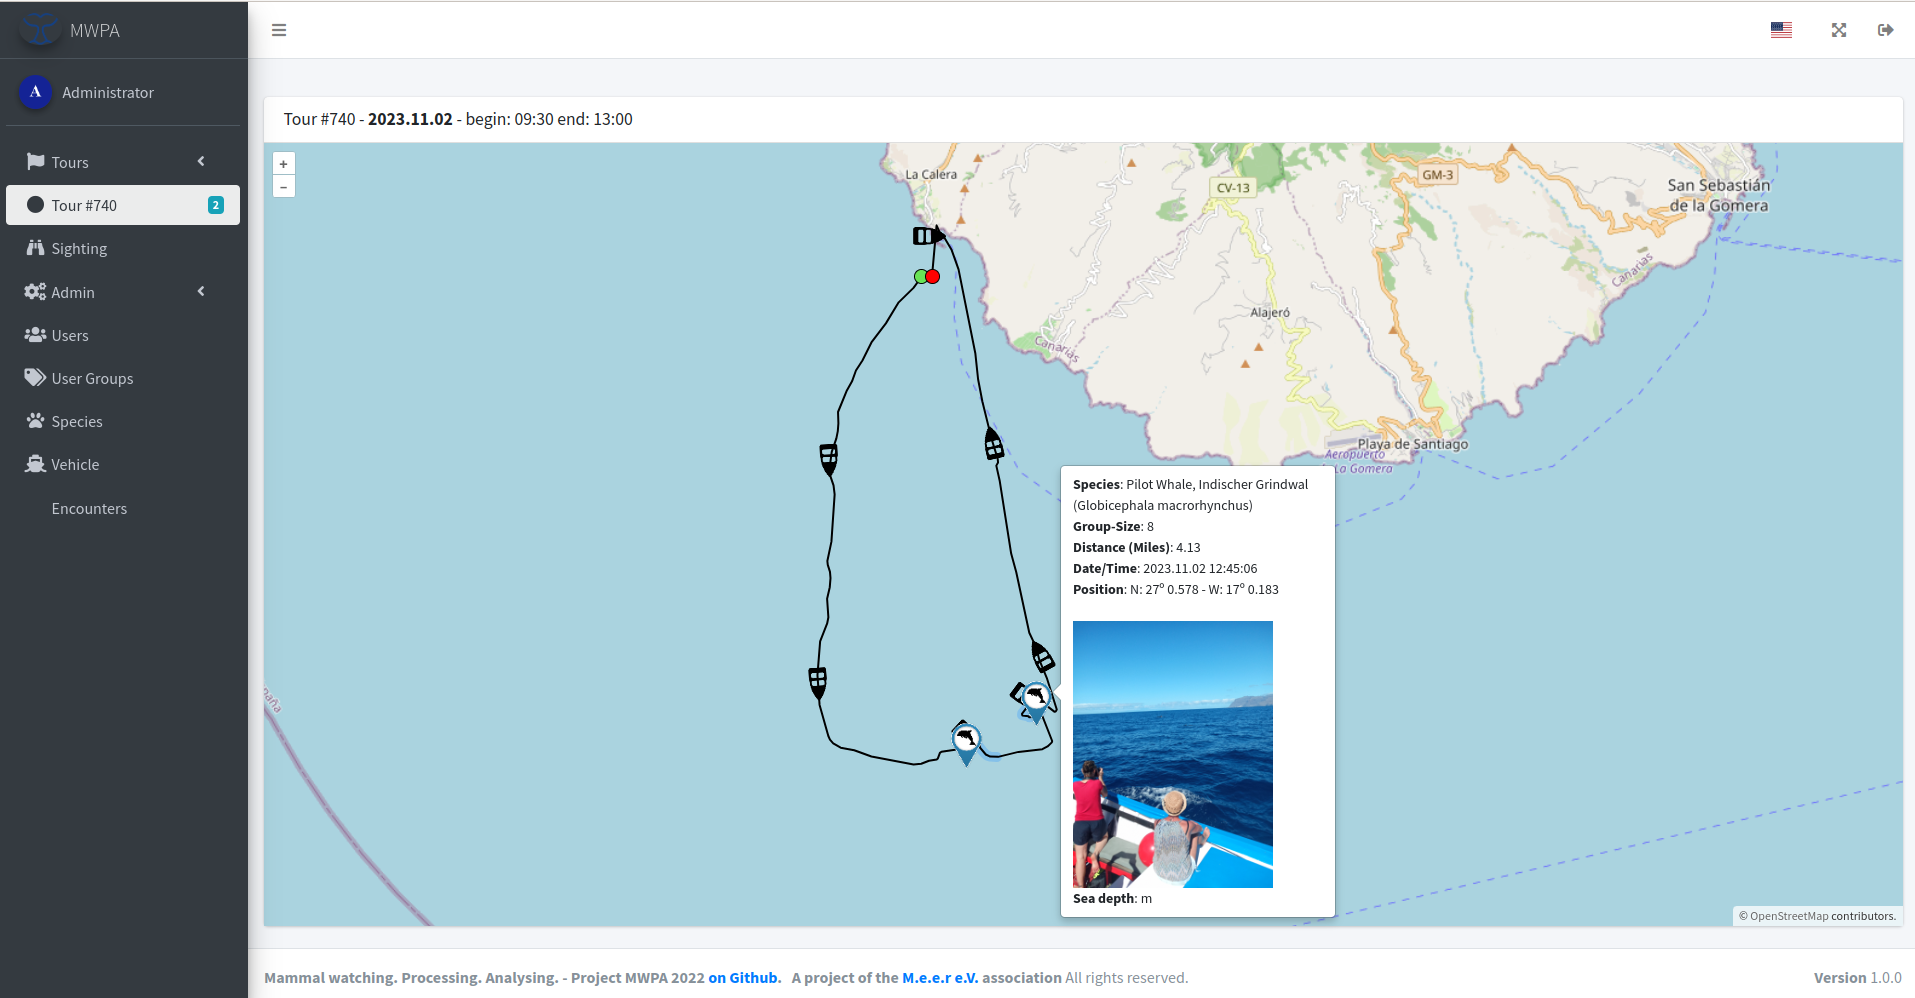 MWPA
A
Administrator
Tours
Tour #740
2
Sighting
Admin
Users
User Groups
Species
Vehicle
Encounters
Tour #740 - 2023.11.02 - begin: 09:30 end: 13:00
+
−
La Calera
CV-13
GM-3
San Sebastián
de la Gomera
Canarias
Alajeró
Canarias
Playa de Santiago
Aeropuerto
La Gomera
Species: Pilot Whale, Indischer Grindwal
(Globicephala macrorhynchus)
Group-Size: 8
Distance (Miles): 4.13
Date/Time: 2023.11.02 12:45:06
Position: N: 27º 0.578 - W: 17º 0.183
Sea depth: m
© OpenStreetMap contributors.
Mammal watching. Processing. Analysing. - Project MWPA 2022 on Github. A project of the M.e.e.r e.V. association All rights reserved.
Version 1.0.0